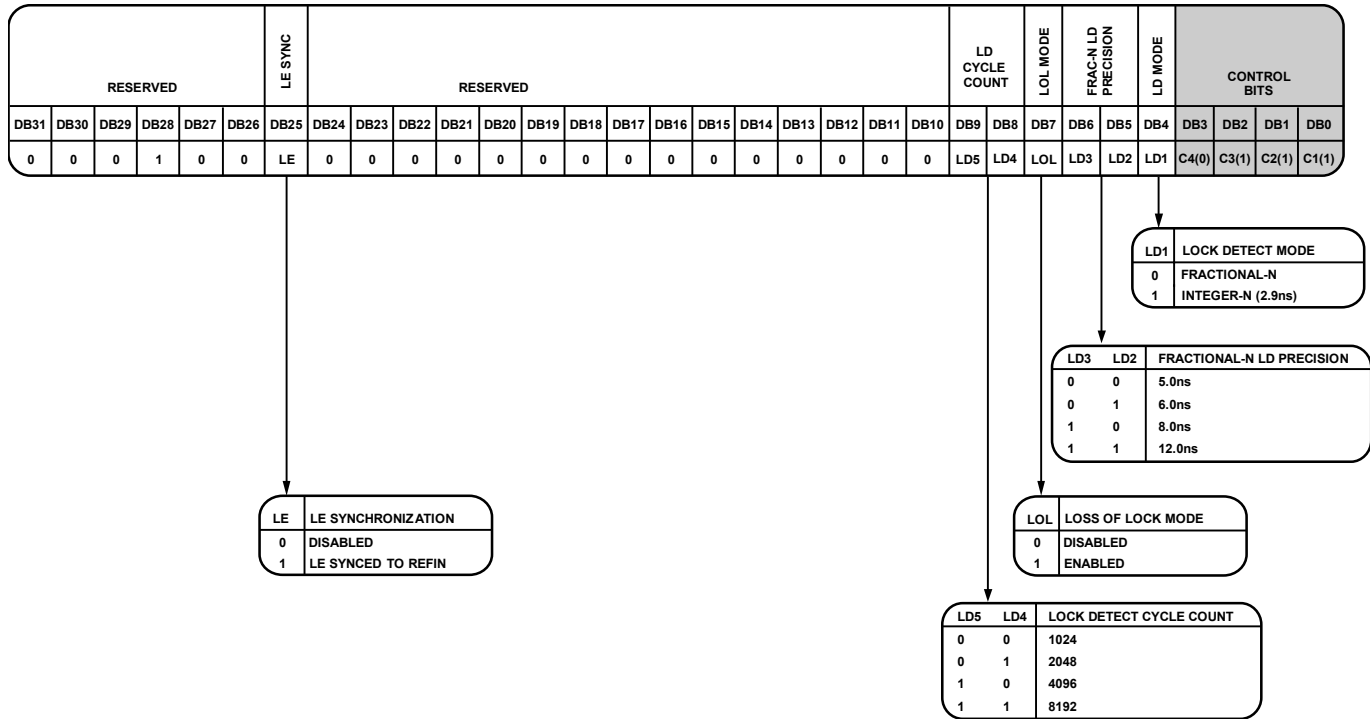 RESERVED
LE SYNC
RESERVED
LD
CYCLE
COUNT
LOL MODE
FRAC-N LD
PRECISION
LD MODE
CONTROL
BITS
DB31 DB30 DB29 DB28 DB27 DB26 DB25 DB24 DB23 DB22 DB21 DB20 DB19 DB18 DB17 DB16 DB15 DB14 DB13 DB12 DB11 DB10 DB9 DB8 DB7 DB6 DB5 DB4 DB3 DB2 DB1 DB0
0 0 0 1 0 0 LE 0 0 0 0 0 0 0 0 0 0 0 0 0 0 0 LD5 LD4 LOL LD3 LD2 LD1 C4(0) C3(1) C2(1) C1(1)
LD1 LOCK DETECT MODE
0 FRACTIONAL-N
1 INTEGER-N (2.9ns)
LD3 LD2 FRACTIONAL-N LD PRECISION
0 0 5.0ns
0 1 6.0ns
1 0 8.0ns
1 1 12.0ns
LE LE SYNCHRONIZATION
0 DISABLED
1 LE SYNCED TO REFIN
LOL LOSS OF LOCK MODE
0 DISABLED
1 ENABLED
LD5 LD4 LOCK DETECT CYCLE COUNT
0 0 1024
0 1 2048
1 0 4096
1 1 8192